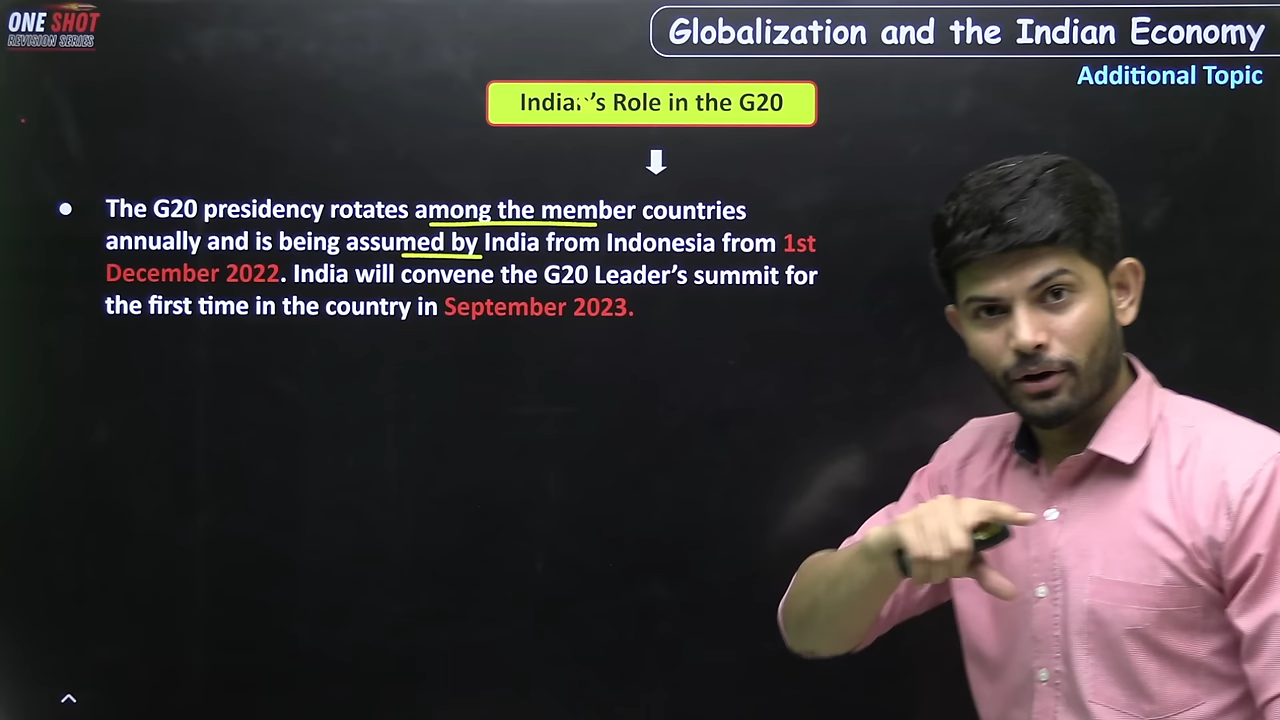 ONE SHOT
REVISION SERIES
Globalization and the Indian Economy
Additional Topic
Indian's Role in the G20
The G20 presidency rotates among the member countries
annually and is being assumed by India from Indonesia from 1st
December 2022. India will convene the G20 Leader's summit for
the first time in the country in September 2023.